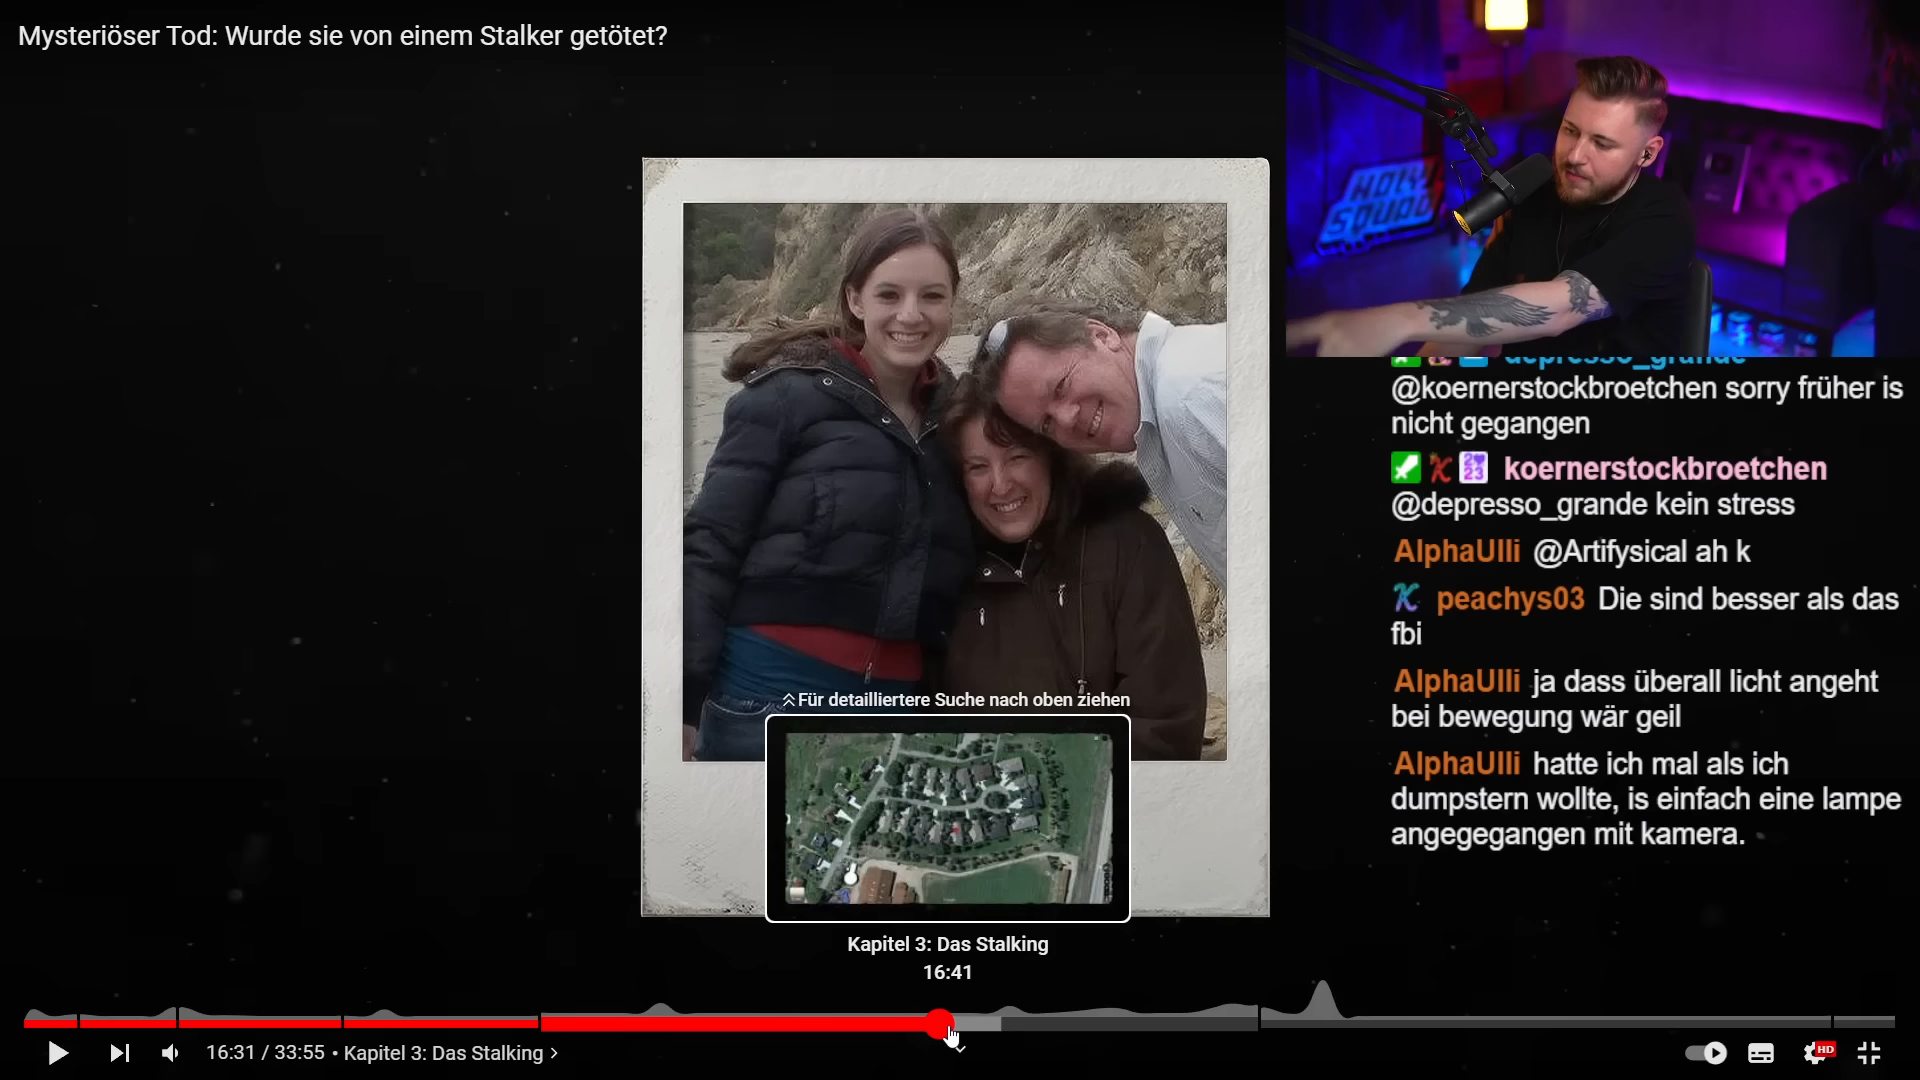 Mysteriöser Tod: Wurde sie von einem Stalker getötet?
HOLY
SQUAD
depresso_grande
@koernerstockbroetchen sorry früher is
nicht gegangen
koernerstockbroetchen
@depresso_grande kein stress
AlphaUlli @Artifysical ah k
peachys03 Die sind besser als das
fbi
AlphaUlli ja dass überall licht angeht
bei bewegung wär geil
AlphaUlli hatte ich mal als ich
dumpstern wollte, is einfach eine lampe
angegegangen mit kamera.
Für detailliertere Suche nach oben ziehen
Kapitel 3: Das Stalking
16:41
16:31 / 33:55 • Kapitel 3: Das Stalking
HD